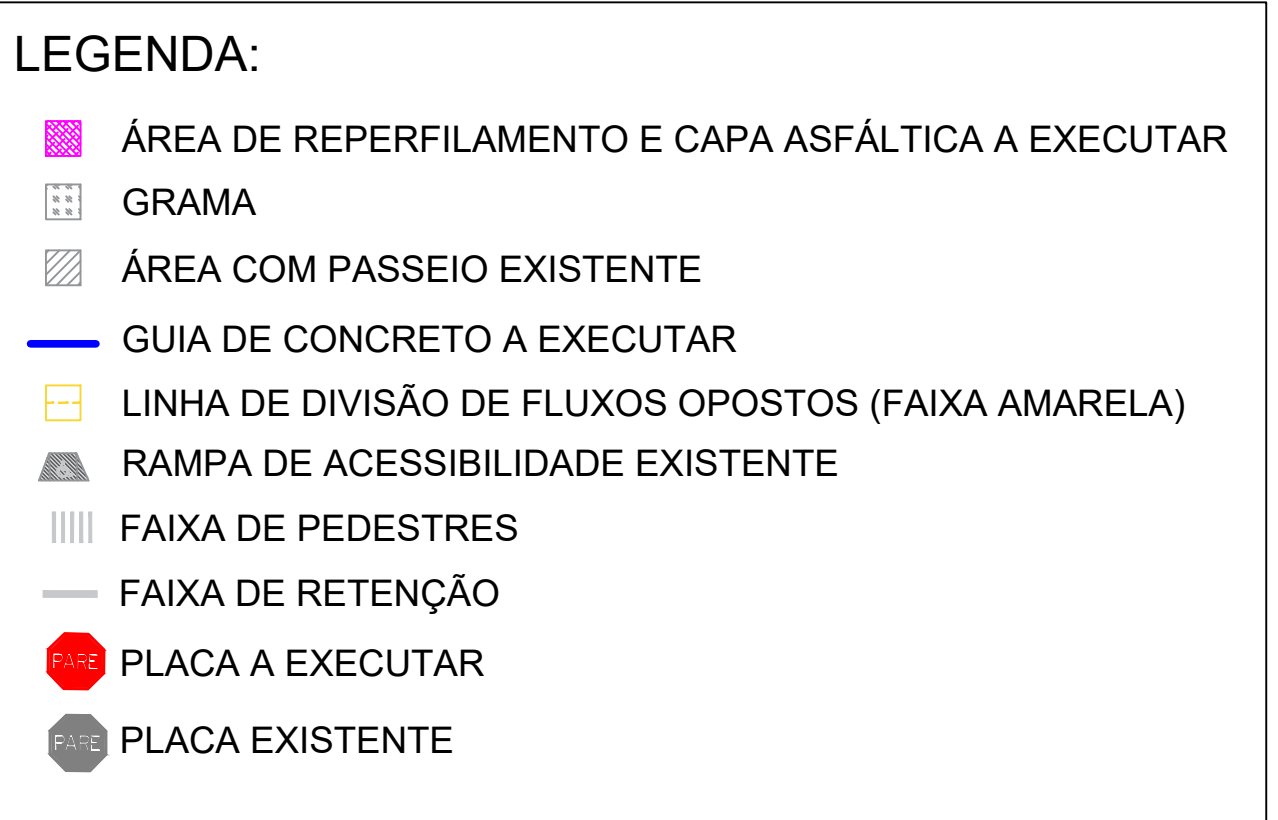 LEGENDA:
ÁREA DE REPERFILAMENTO E CAPA ASFÁLTICA A EXECUTAR
GRAMA
ÁREA COM PASSEIO EXISTENTE
GUIA DE CONCRETO A EXECUTAR
LINHA DE DIVISÃO DE FLUXOS OPOSTOS (FAIXA AMARELA)
RAMPA DE ACESSIBILIDADE EXISTENTE
FAIXA DE PEDESTRES
FAIXA DE RETENÇÃO
PARE PLACA A EXECUTAR
PARE PLACA EXISTENTE